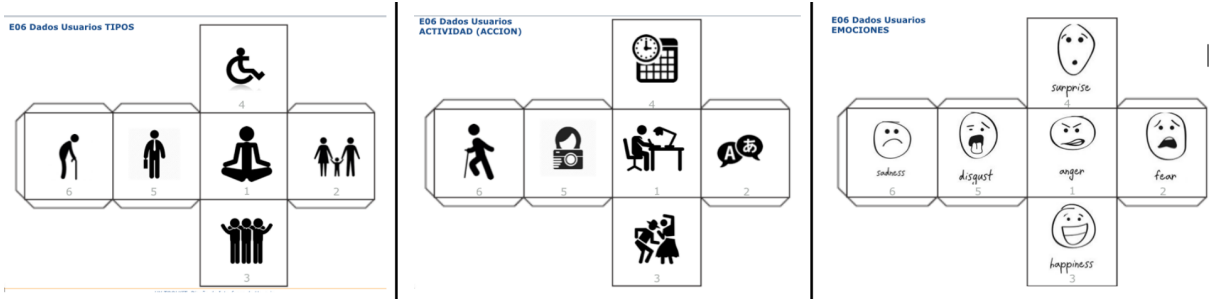 E06 Dados Usuarios TIPOS
4
6
5
1
2
3
E06 Dados Usuarios
ACTIVIDAD (ACCION)
4
6
5
1
A あ
2
3
E06 Dados Usuarios
EMOCIONES
surprise
4
sadness
6
disgust
5
anger
1
fear
2
happiness
3